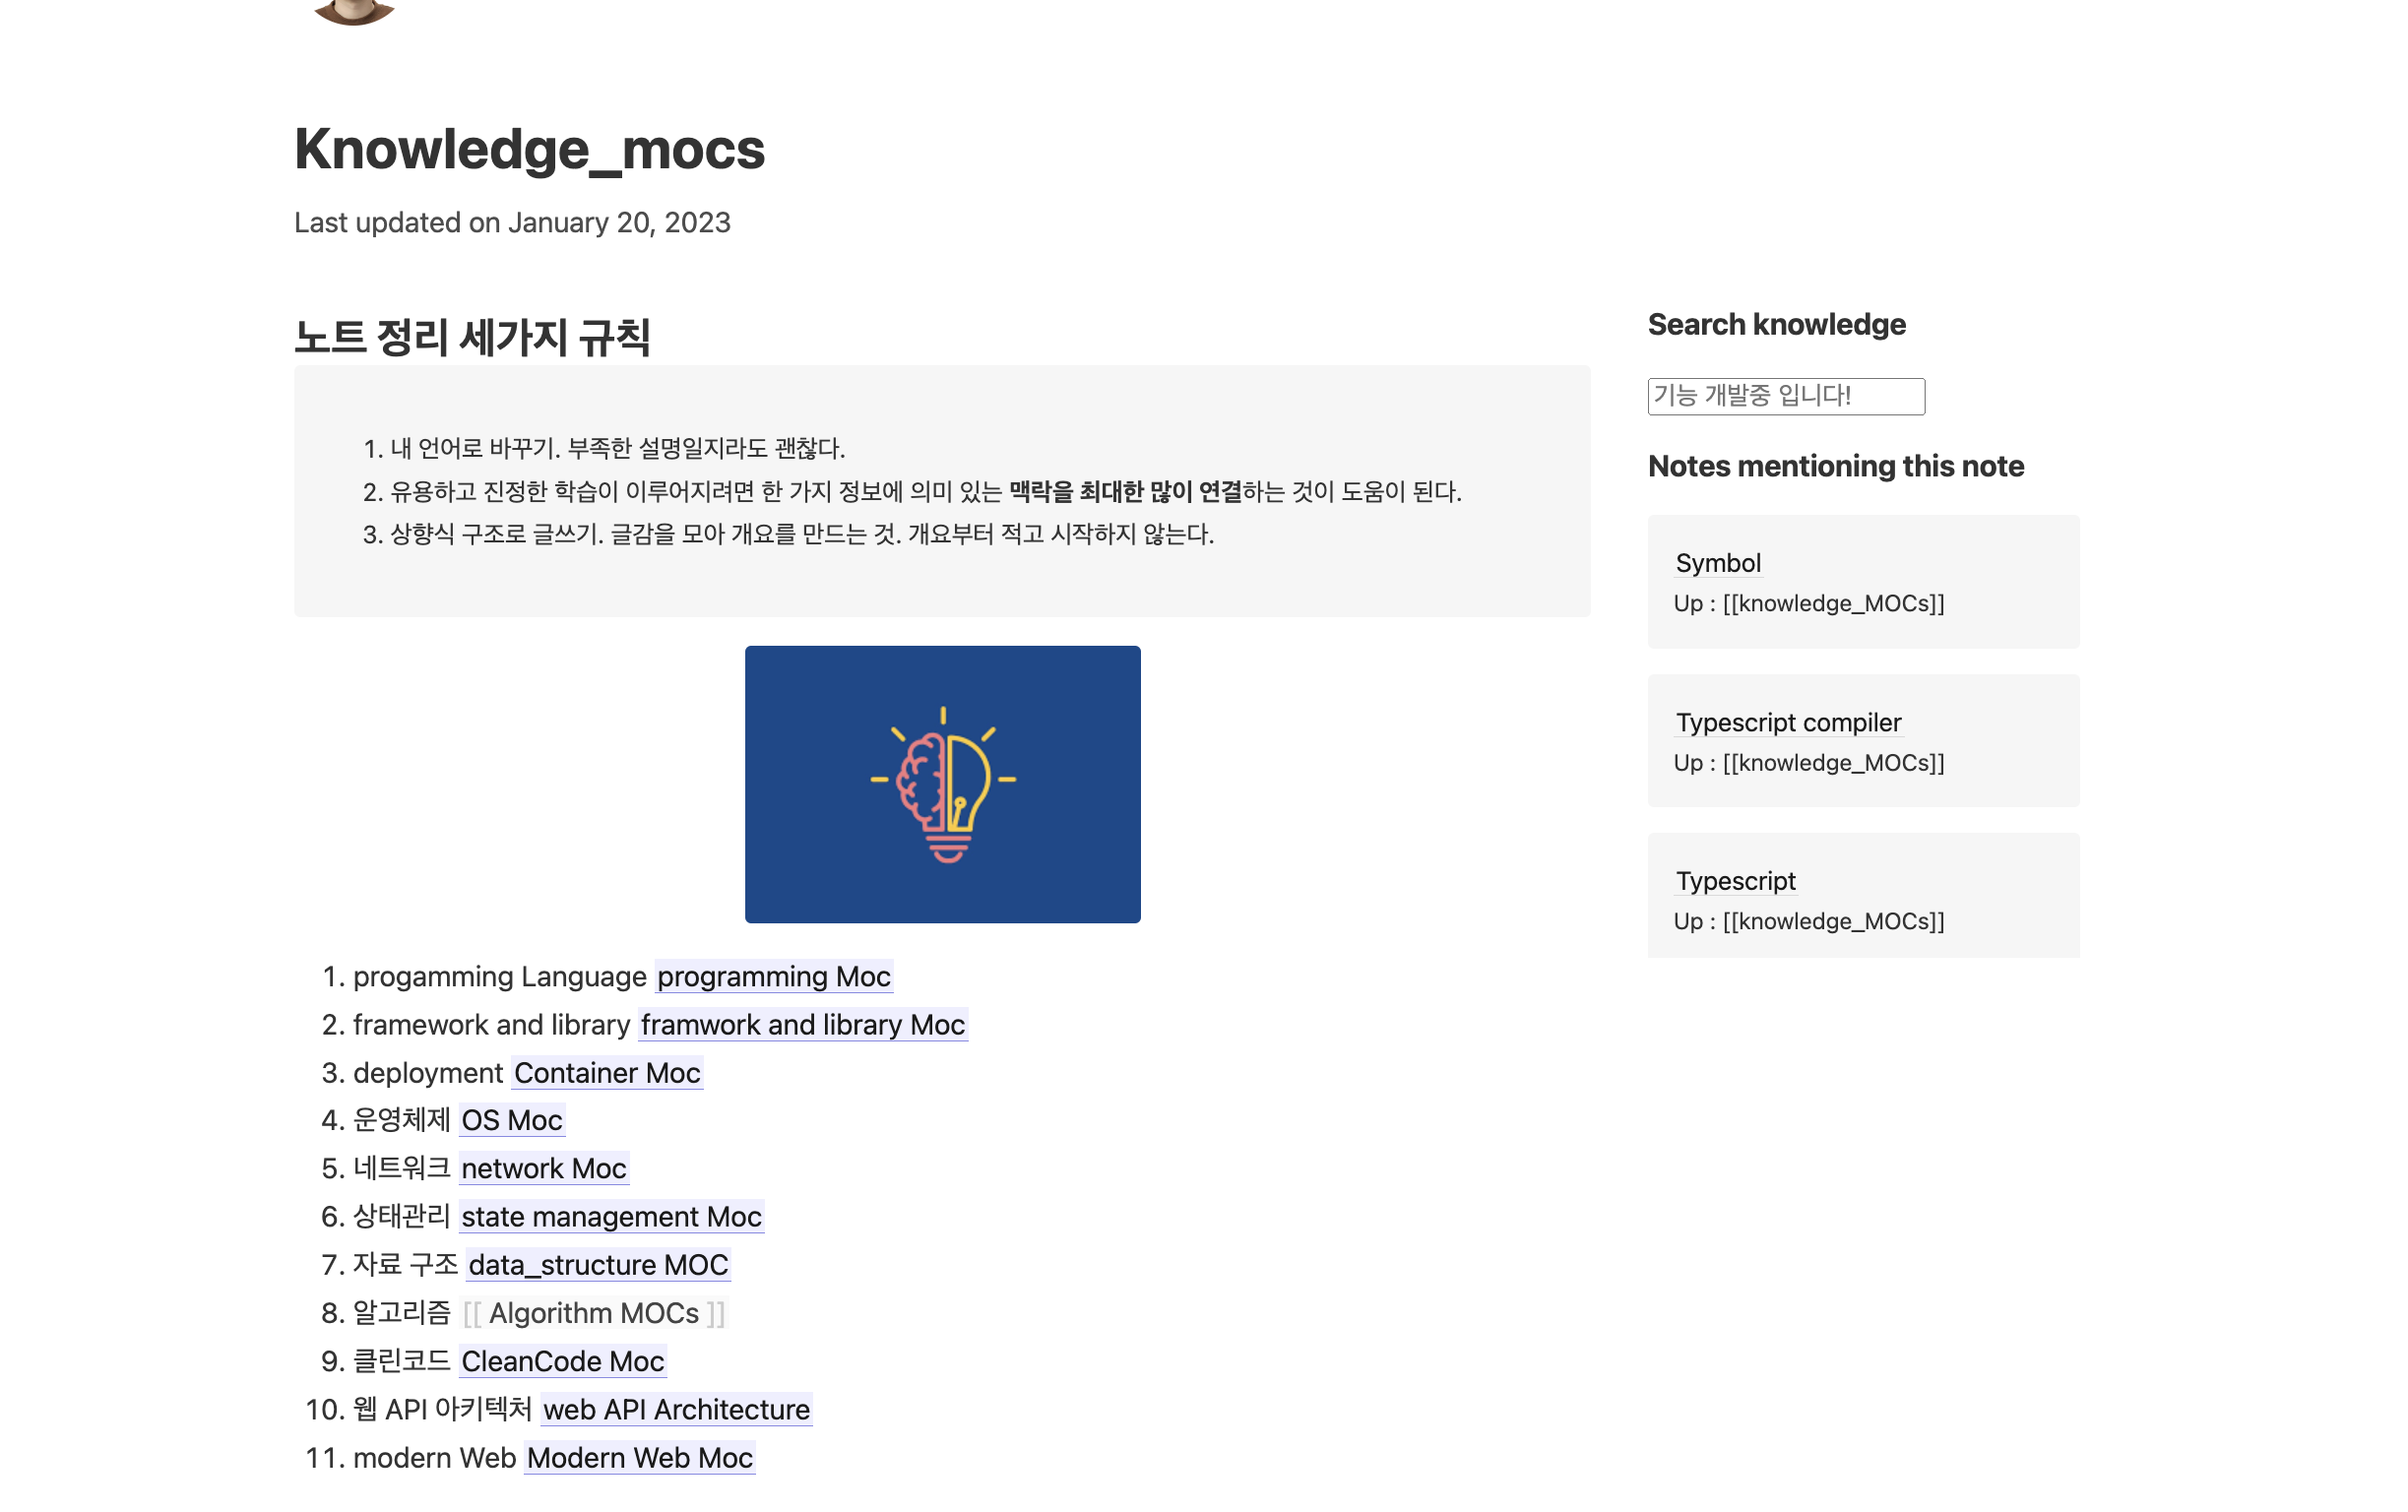 Knowledge_mocs
Last updated on January 20, 2023
노트 정리 세가지 규칙
1. 내 언어로 바꾸기. 부족한 설명일지라도 괜찮다.
2. 유용하고 진정한 학습이 이루어지려면 한 가지 정보에 의미 있는 맥락을 최대한 많이 연결하는 것이 도움이 된다.
3. 상향식 구조로 글쓰기. 글감을 모아 개요를 만드는 것. 개요부터 적고 시작하지 않는다.
1. progamming Language programming Moc
2. framework and library framwork and library Moc
3. deployment Container Moc
4. 운영체제 OS Moc
5. 네트워크 network Moc
6. 상태관리 state management Moc
7. 자료 구조 data_structure MOC
8. 알고리즘 [[ Algorithm MOCs ]]
9. 클린코드 CleanCode Moc
10. 웹 API 아키텍처 web API Architecture
11. modern Web Modern Web Moc
Search knowledge
기능 개발중 입니다!
Notes mentioning this note
Symbol
Up : [[knowledge_MOCs]]
Typescript compiler
Up : [[knowledge_MOCs]]
Typescript
Up : [[knowledge_MOCs]]